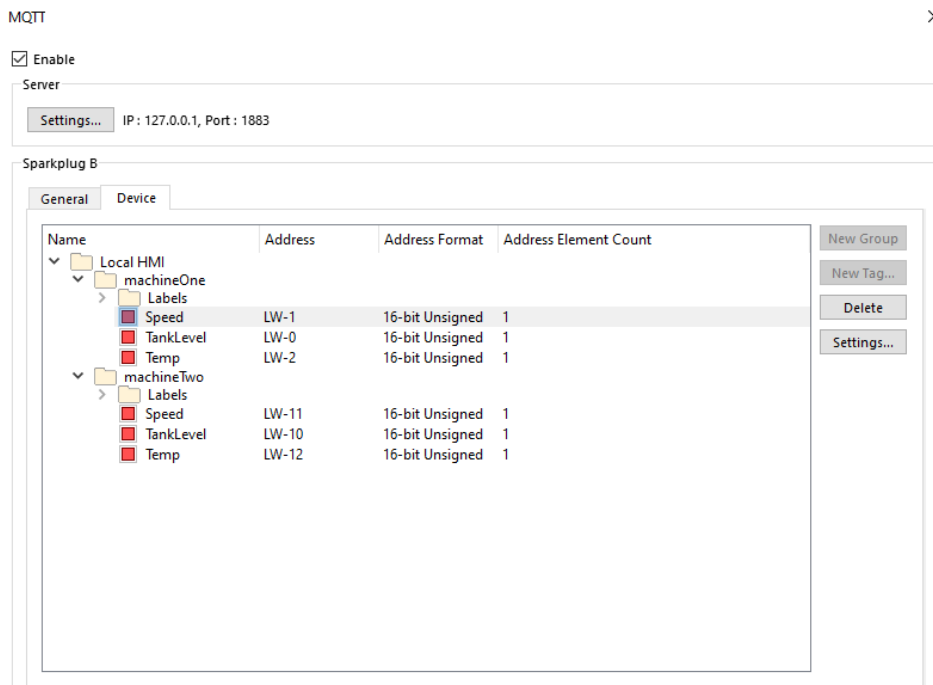 MQTT
Enable
Server
Settings... IP : 127.0.0.1, Port : 1883
Sparkplug B
General Device
Name Address Address Format Address Element Count New Group
Local HMI
machineOne New Tag...
Labels
Speed LW-1 16-bit Unsigned 1 Delete
TankLevel LW-0 16-bit Unsigned 1 Settings...
Temp LW-2 16-bit Unsigned 1
machineTwo
Labels
Speed LW-11 16-bit Unsigned 1
TankLevel LW-10 16-bit Unsigned 1
Temp LW-12 16-bit Unsigned 1